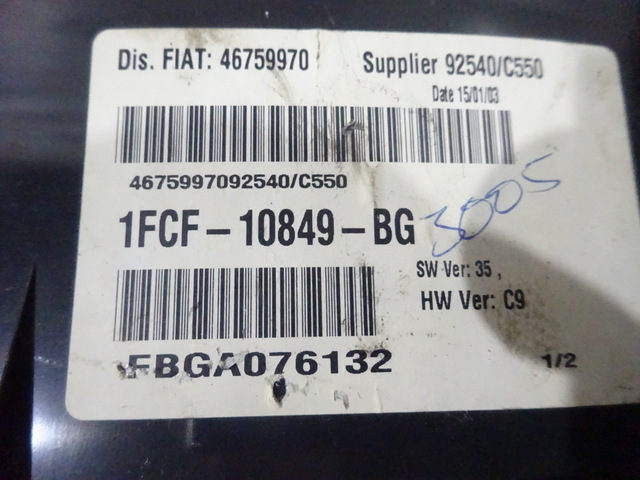 Dis. FIAT: 46759970 Supplier 92540/C550
Date 15/01/03
4675997092540/C550
1FCF-10849-BG 3005
SW Ver: 35 ,
HW Ver: C9
FBGA076132 1/2